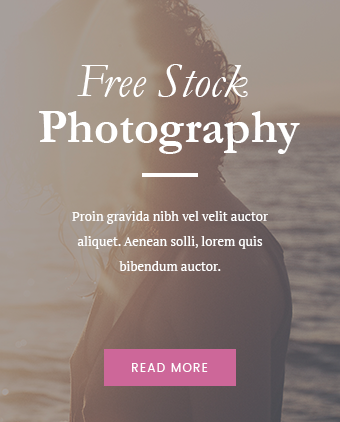 Free Stock
Photography
Proin gravida nibh vel velit auctor
aliquet. Aenean solli, lorem quis
bibendum auctor.
READ MORE